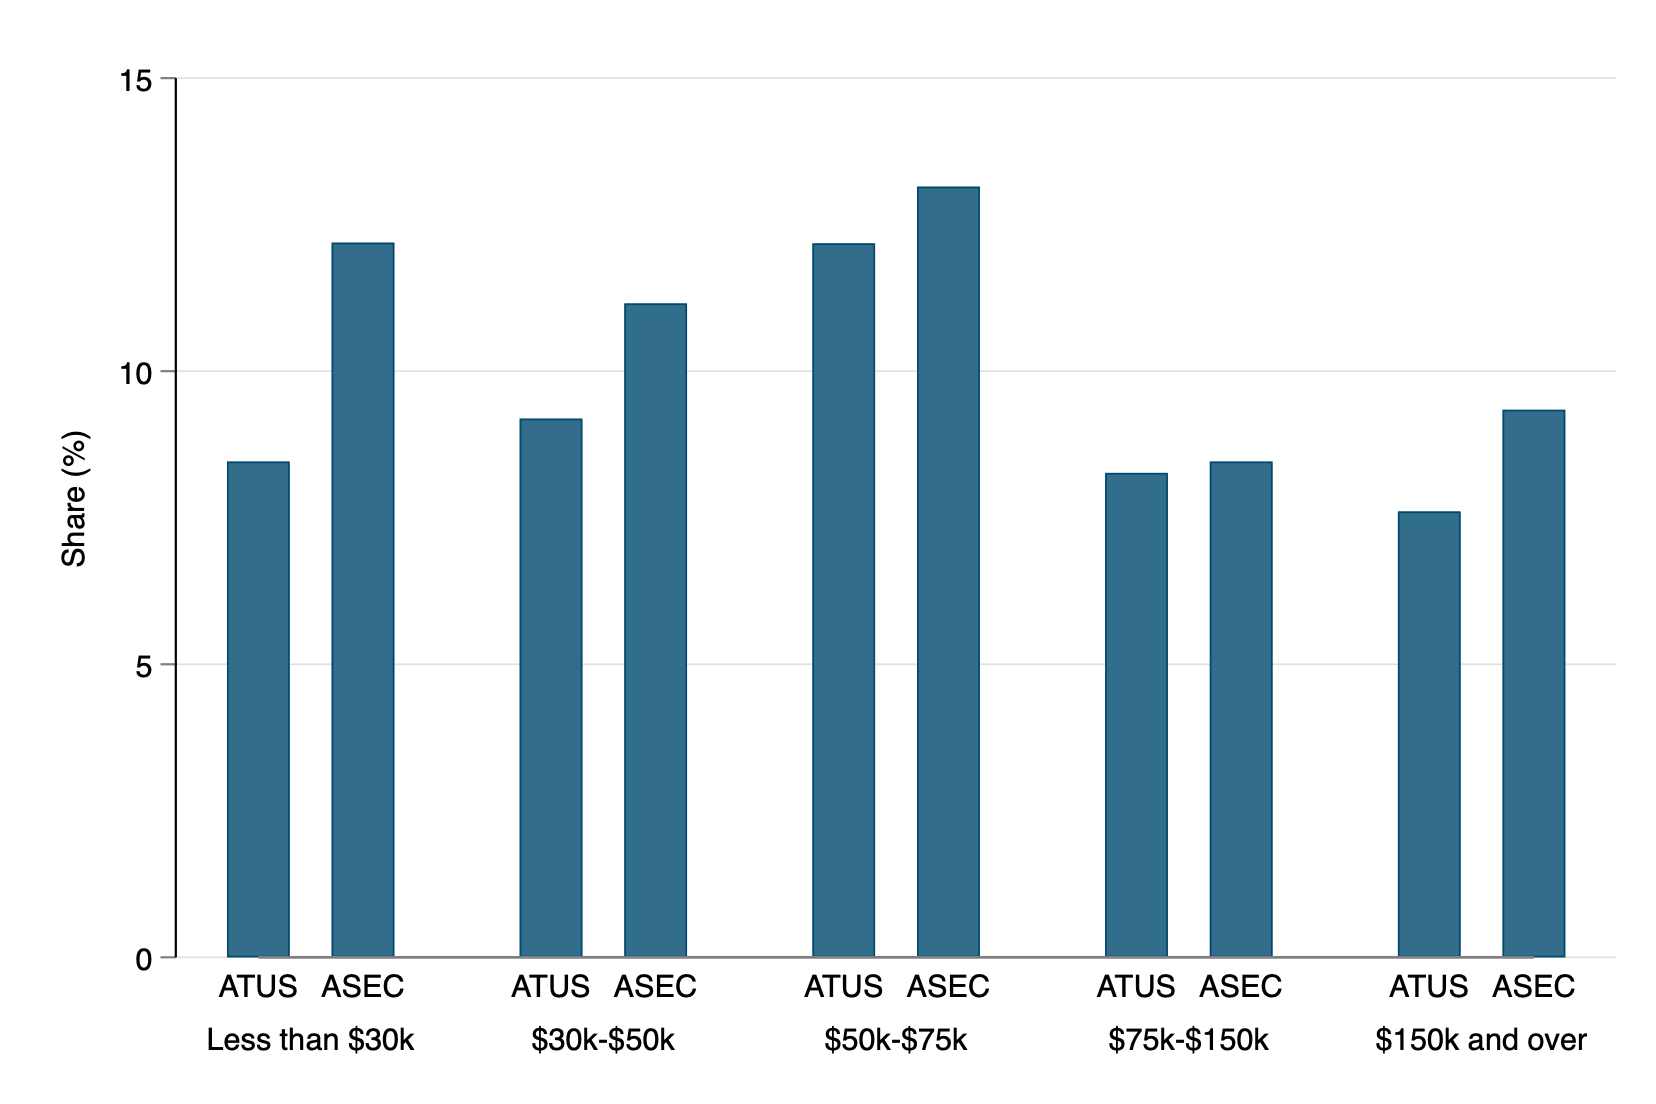 15
10
5
0
Share (%)
ATUS ASEC ATUS ASEC ATUS ASEC ATUS ASEC ATUS ASEC
Less than $30k $30k-$50k $50k-$75k $75k-$150k $150k and over